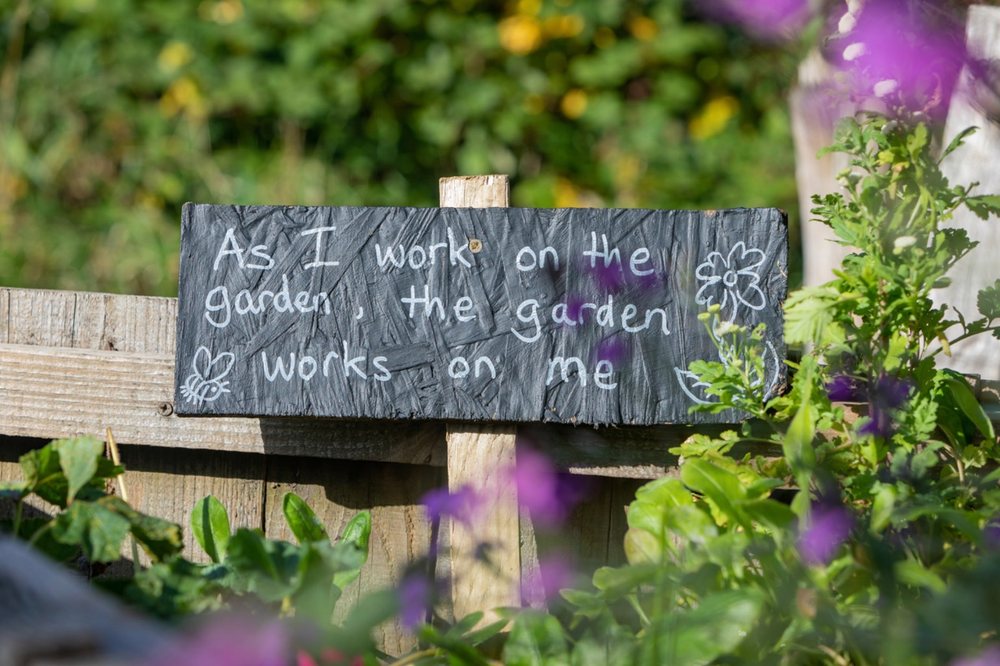 As I work on the
garden, the garden
works on me